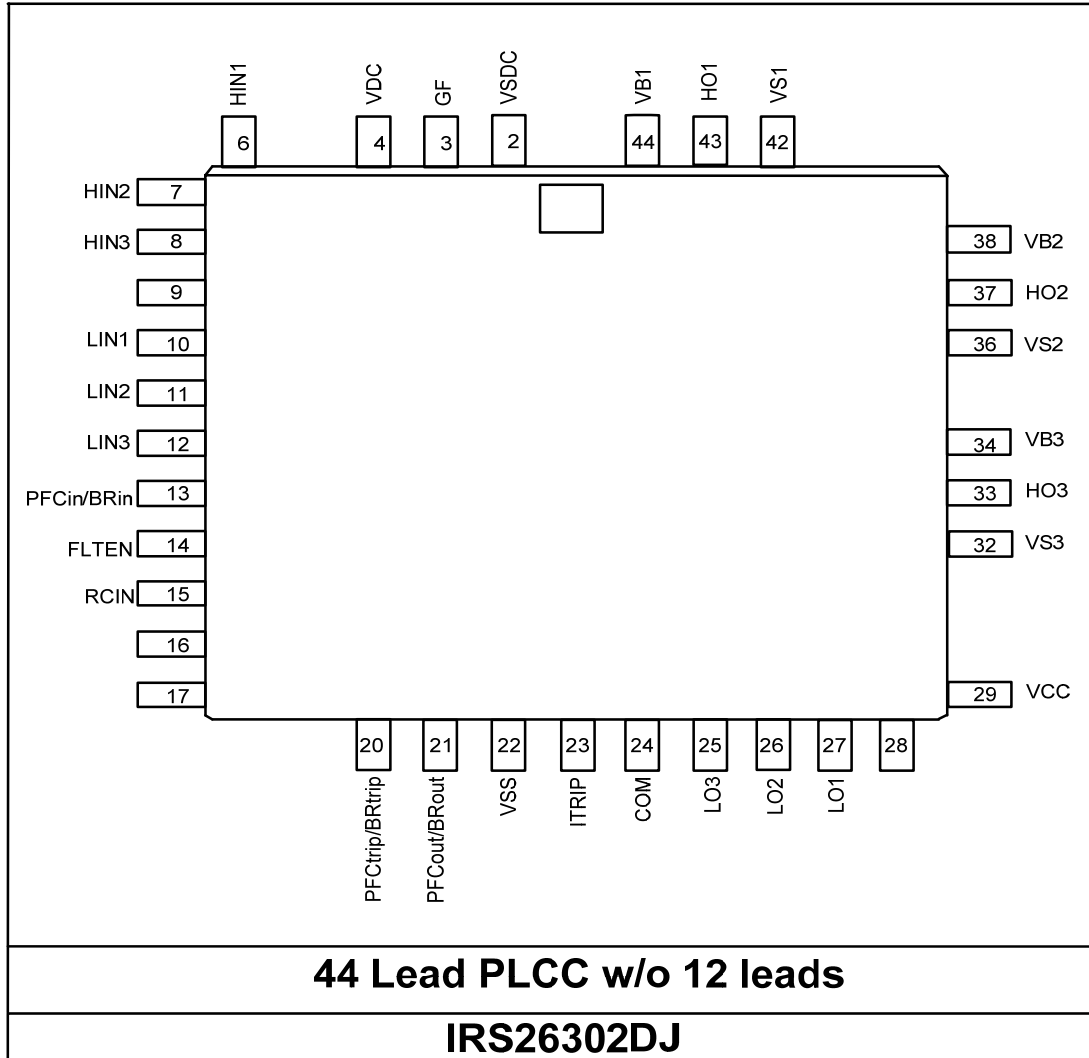 HIN1
VDC
GF
VSDC
VB1
HO1
VS1
6
4
3
2
44
43
42
HIN2 7
HIN3 8
9
LIN1 10
LIN2 11
LIN3 12
PFCin/BRin 13
FLTEN 14
RCIN 15
16
17
38 VB2
37 HO2
36 VS2
34 VB3
33 HO3
32 VS3
29 VCC
20
21
22
23
24
25
26
27
28
PFCtrip/BRtrip
PFCout/BRout
VSS
ITRIP
COM
LO3
LO2
LO1
44 Lead PLCC w/o 12 leads
IRS26302DJ